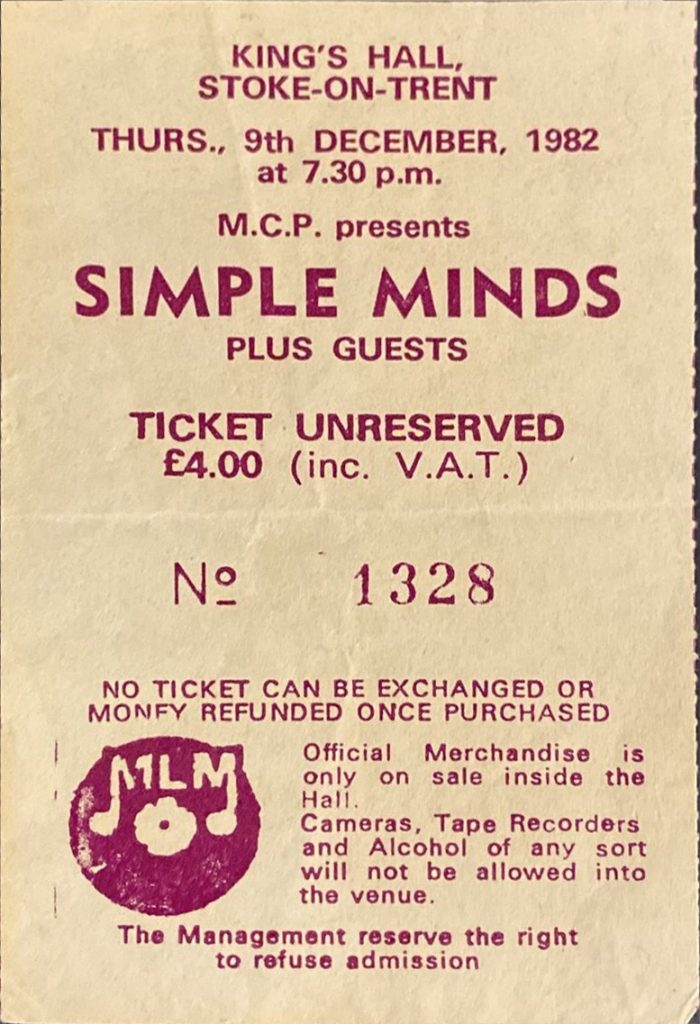 KING'S HALL,
STOKE-ON-TRENT
THURS., 9th DECEMBER, 1982
at 7.30 p.m.
M.C.P. presents
SIMPLE MINDS
PLUS GUESTS
TICKET UNRESERVED
£4.00 (inc. V.A.T.)
Nº 1328
NO TICKET CAN BE EXCHANGED OR
MONEY REFUNDED ONCE PURCHASED
MLM
Official Merchandise is
only on sale inside the
Hall.
Cameras, Tape Recorders
and Alcohol of any sort
will not be allowed into
the venue.
The Management reserve the right
to refuse admission